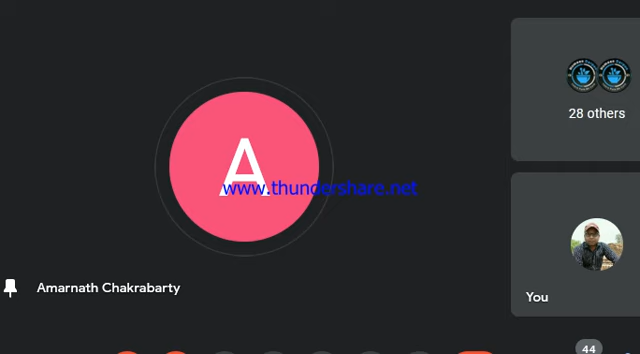 28 others
A
www.thundershare.net
Amarnath Chakrabarty
You
44